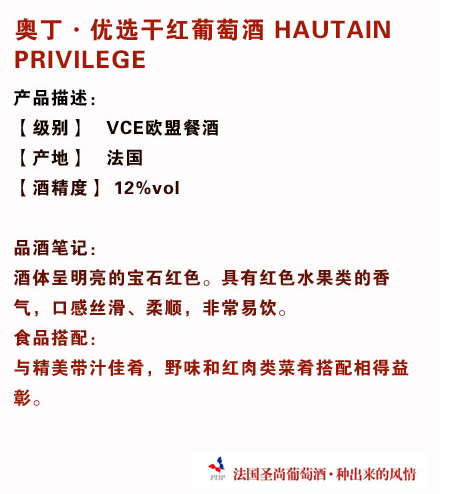 奥丁·优选干红葡萄酒 HAUTAIN
PRIVILEGE
产品描述：
【级别】 VCE欧盟餐酒
【产地】 法国
【酒精度】12%vol
品酒笔记：
酒体呈明亮的宝石红色。具有红色水果类的香
气，口感丝滑、柔顺，非常易饮。
食品搭配：
与精美带汁佳肴，野味和红肉类菜肴搭配相得益
彰。
PDP 法国圣尚葡萄酒·种出来的风情